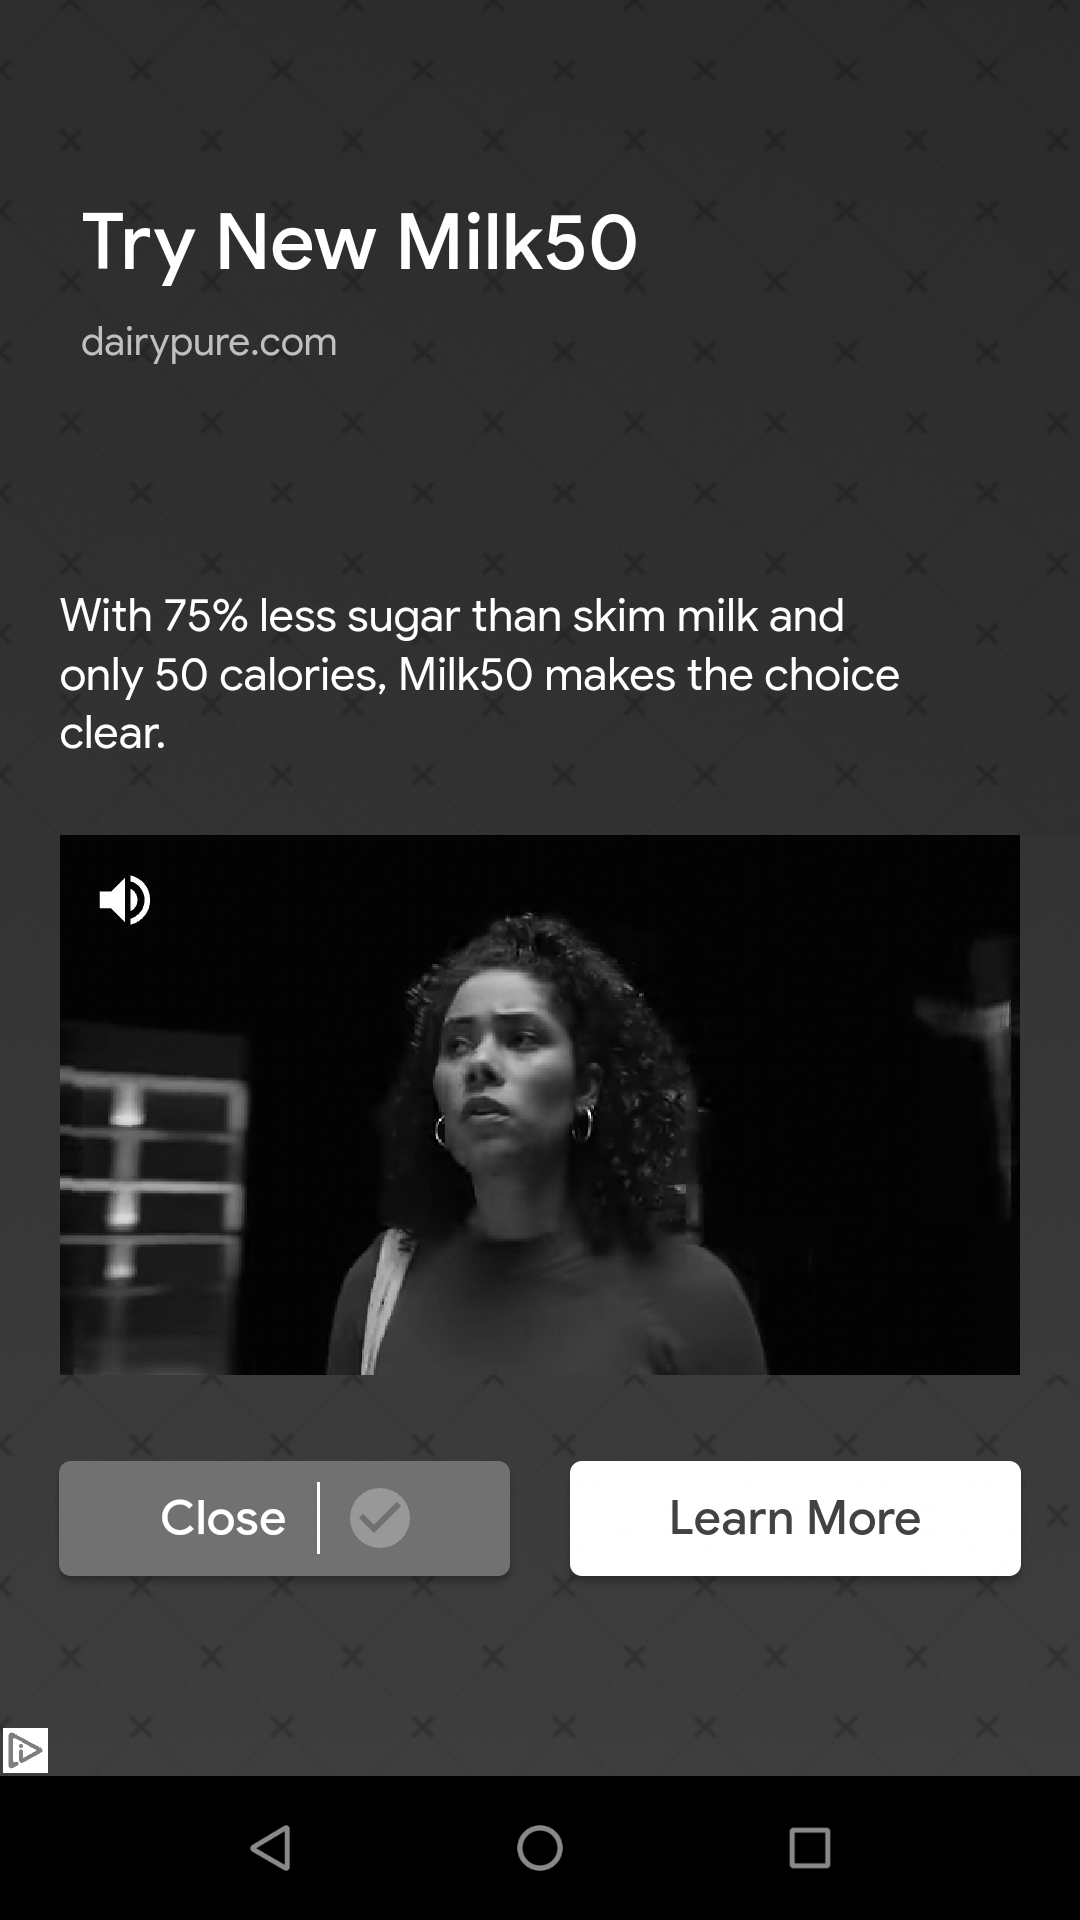 Try New Milk50
dairypure.com
With 75% less sugar than skim milk and
only 50 calories, Milk50 makes the choice
clear.
Close
Learn More